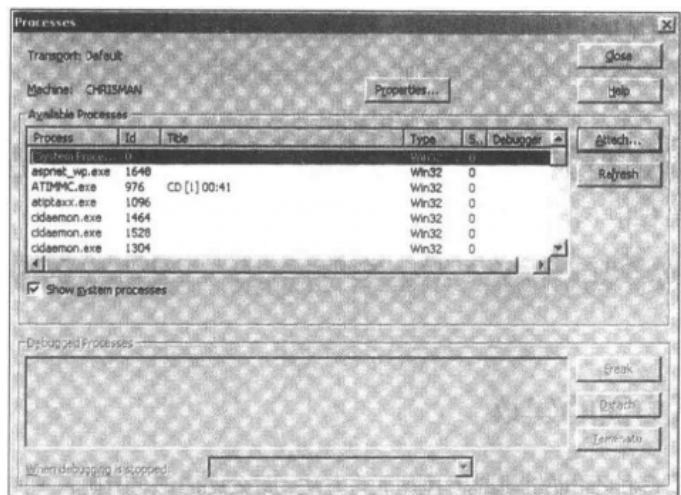 Processes
Transport: Default
Close
Machine: CHRISMAN
Properties...
Help
Available Processes
Process Id Title Type S... Debugger
[System Proce... 0 Win32 0
Attach...
aspnet_wp.exe 1640 Win32 0
Refresh
ATIMMC.exe 976 CD [1] 00:41 Win32 0
atiptaxx.exe 1096 Win32 0
cidaemon.exe 1464 Win32 0
cidaemon.exe 1528 Win32 0
cidaemon.exe 1304 Win32 0
Show system processes
Debugged Processes
Break
Detach
Terminate
When debugging is stopped: